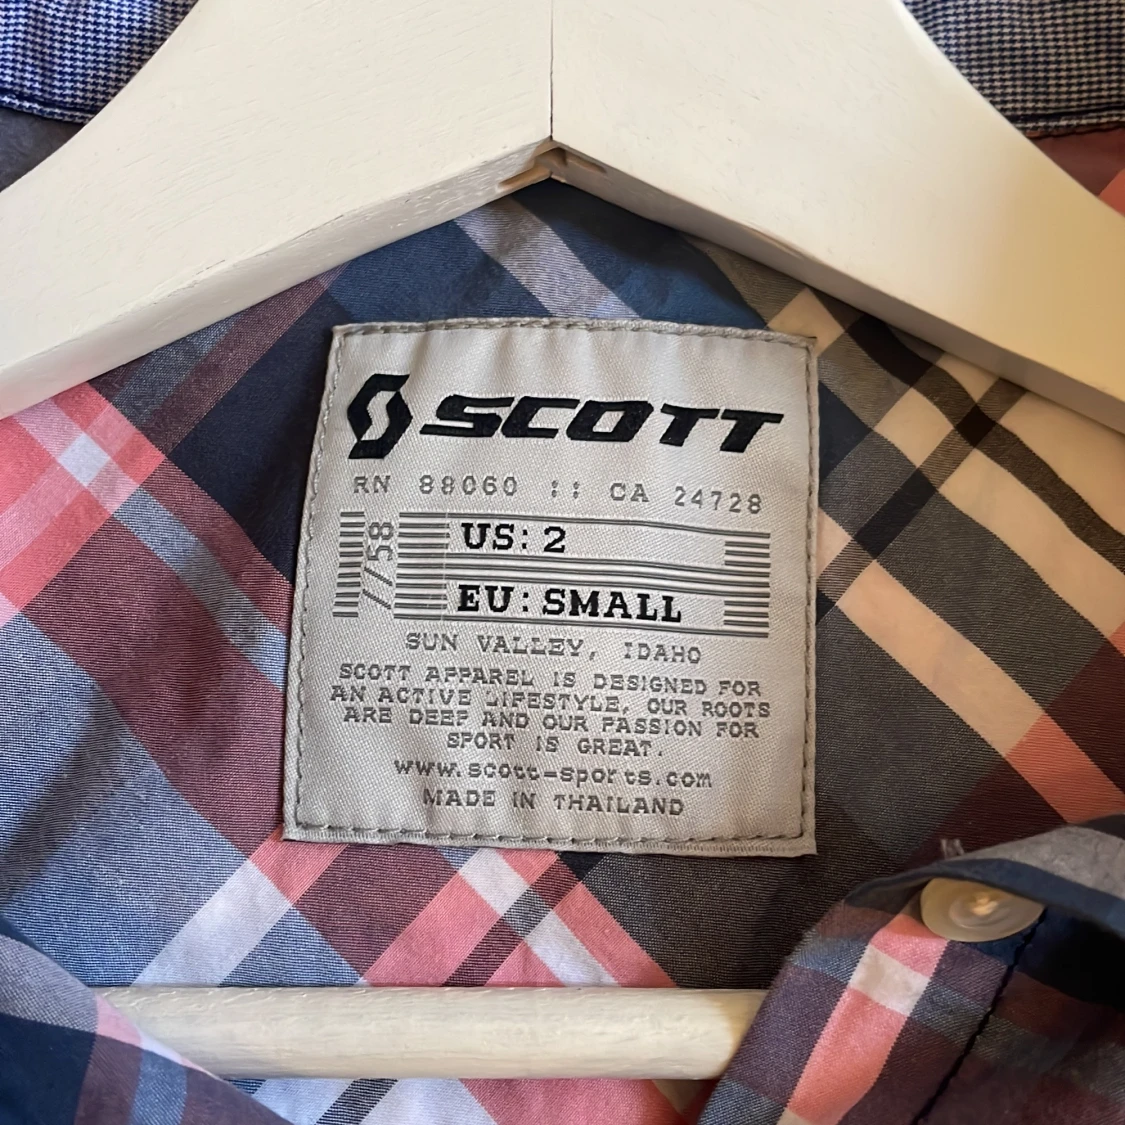 SCOTT
RN 88060 :: CA 24728
//58
US: 2
EU: SMALL
SUN VALLEY, IDAHO
SCOTT APPAREL IS DESIGNED FOR
AN ACTIVE LIFESTYLE, OUR ROOTS
ARE DEEP AND OUR PASSION FOR
SPORT IS GREAT.
www.scott-sports.com
MADE IN THAILAND